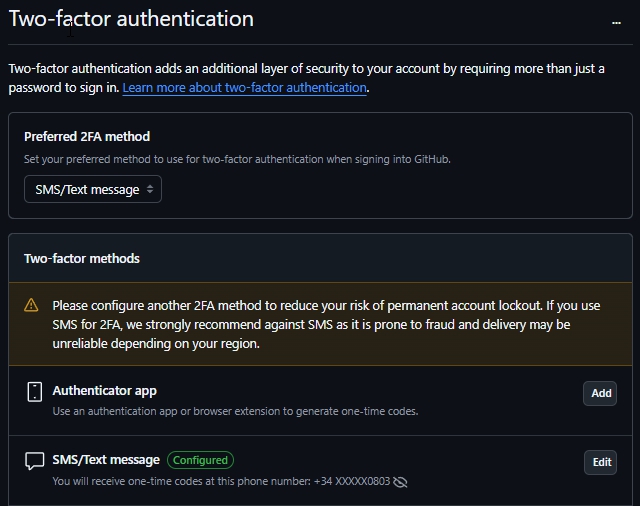 Two-factor authentication
...
Two-factor authentication adds an additional layer of security to your account by requiring more than just a
password to sign in. Learn more about two-factor authentication.
Preferred 2FA method
Set your preferred method to use for two-factor authentication when signing into GitHub.
SMS/Text message
Two-factor methods
Please configure another 2FA method to reduce your risk of permanent account lockout. If you use
SMS for 2FA, we strongly recommend against SMS as it is prone to fraud and delivery may be
unreliable depending on your region.
Authenticator app
Add
Use an authentication app or browser extension to generate one-time codes.
SMS/Text message Configured
Edit
You will receive one-time codes at this phone number: +34 XXXXX0803